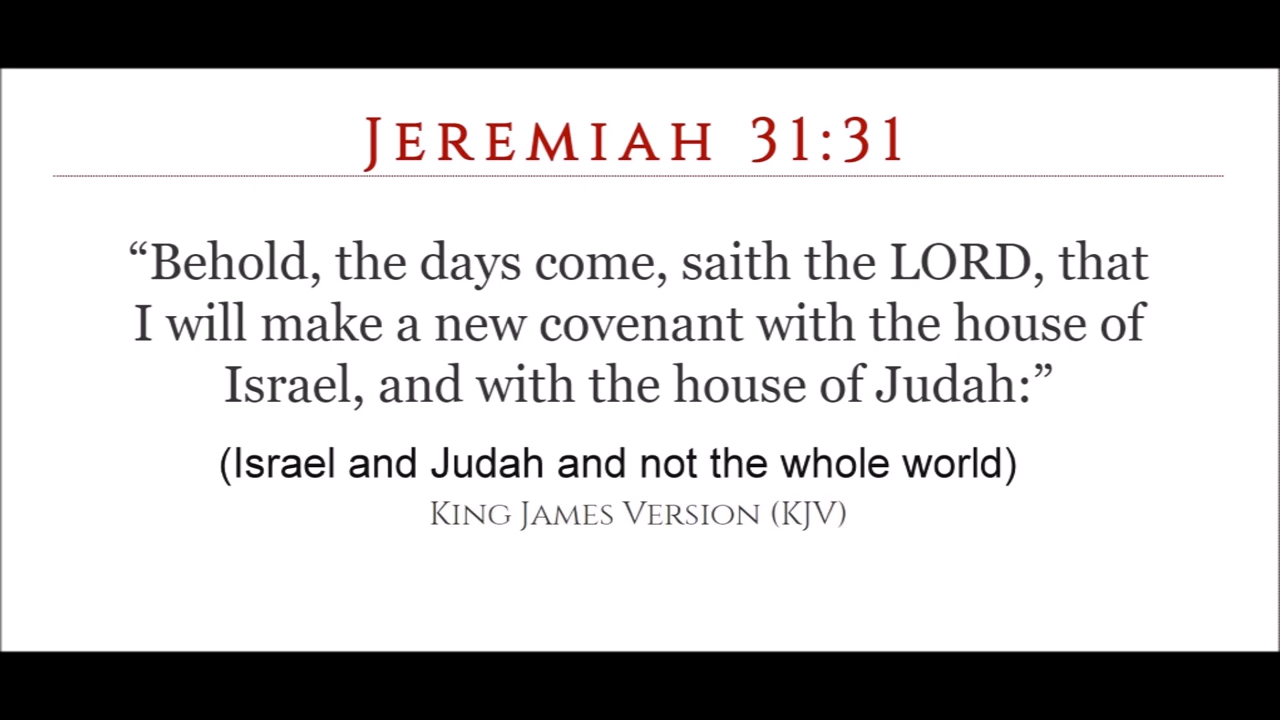 JEREMIAH 31:31
“Behold, the days come, saith the LORD, that
I will make a new covenant with the house of
Israel, and with the house of Judah:”
(Israel and Judah and not the whole world)
KING JAMES VERSION (KJV)